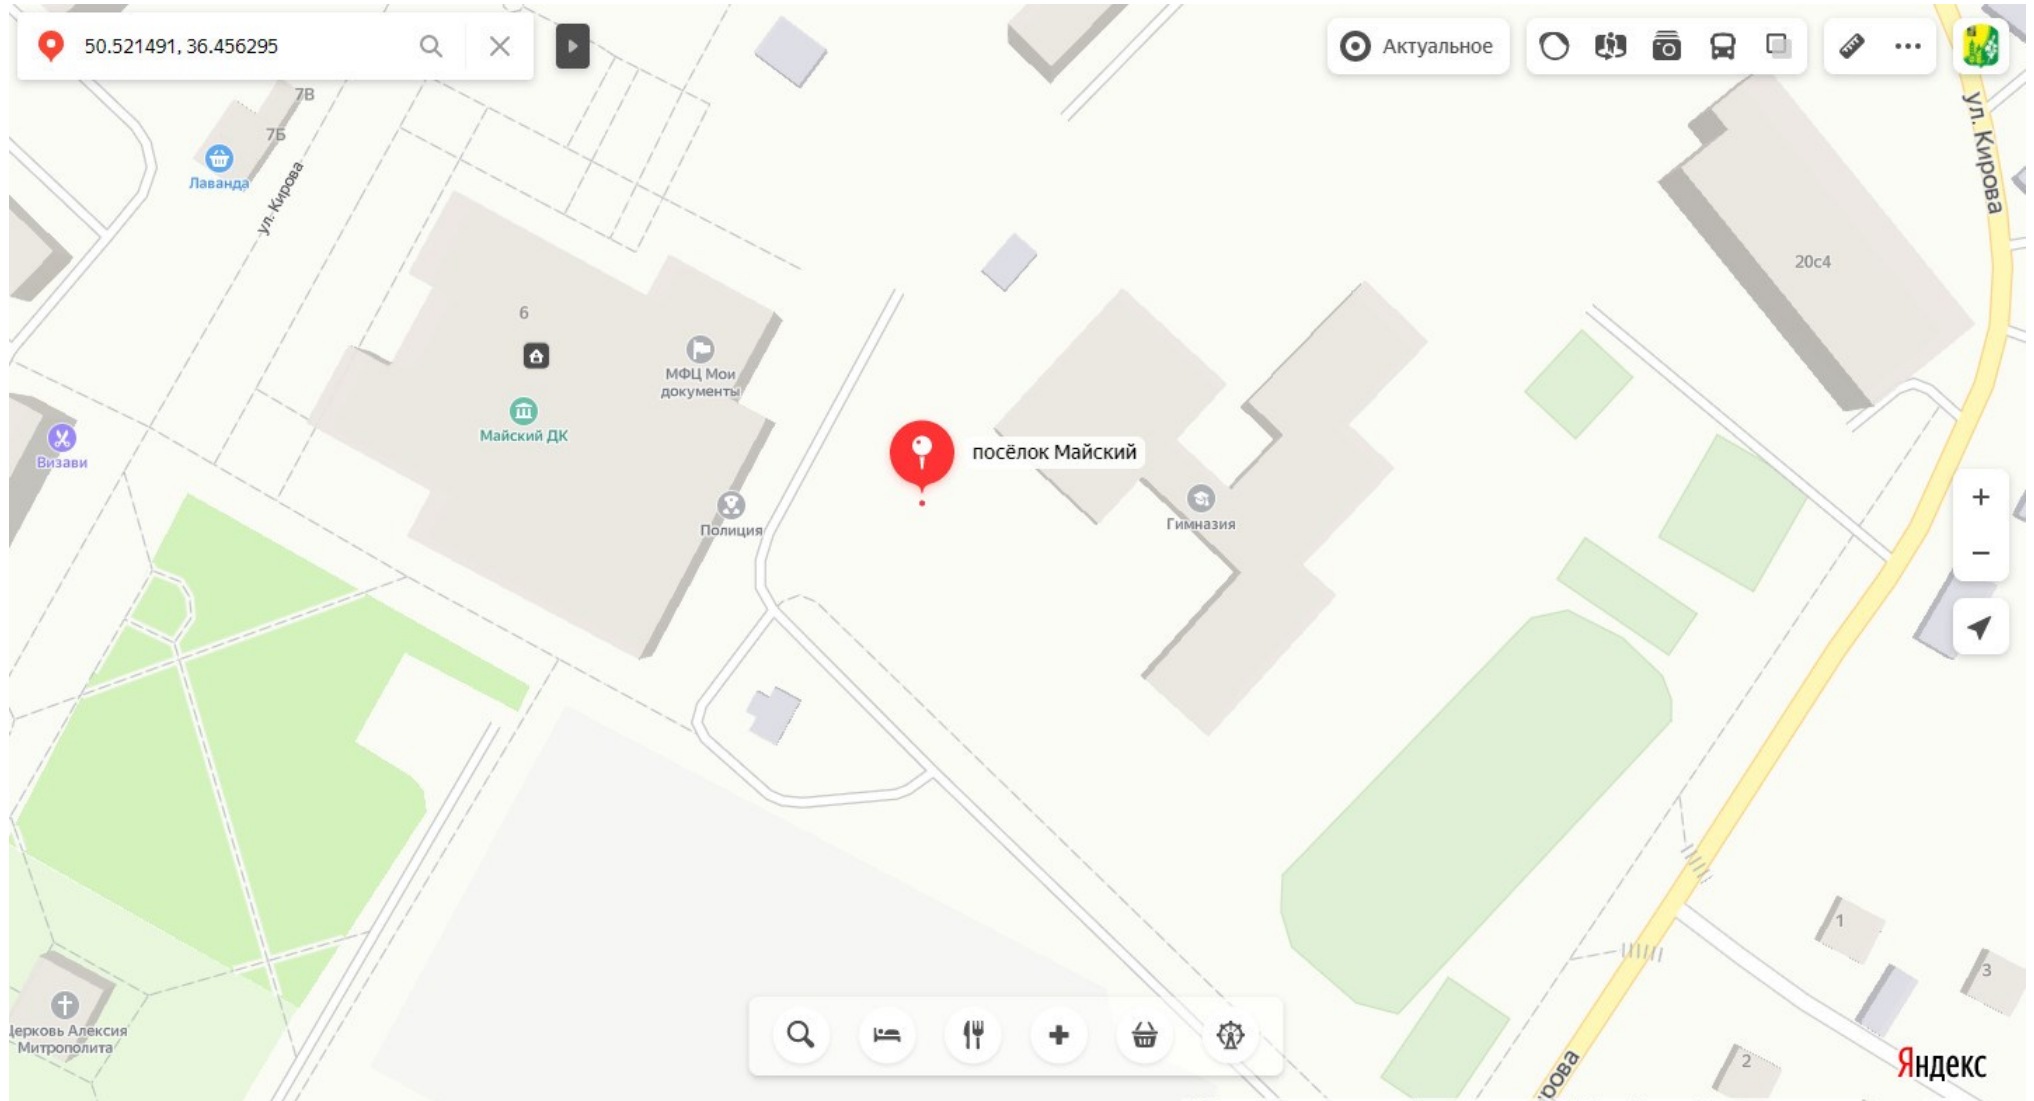 50.521491, 36.456295
Актуальное
7В
7Б
Лаванда
ул. Кирова
ул. Кирова
20с4
6
МФЦ Мои
документы
Майский ДК
Визави
посёлок Майский
Полиция
Гимназия
+
−
1
3
Церковь Алексия
Митрополита
2
ирова
Яндекс